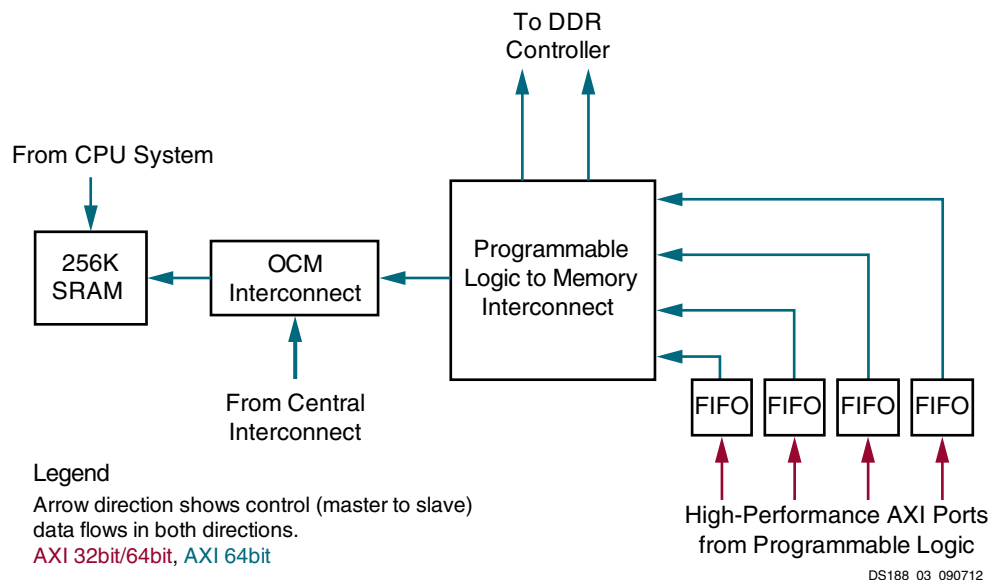 To DDR
Controller
From CPU System
256K
SRAM
OCM
Interconnect
Programmable
Logic to Memory
Interconnect
From Central
Interconnect
FIFO
FIFO
FIFO
FIFO
Legend
Arrow direction shows control (master to slave)
data flows in both directions.
AXI 32bit/64bit, AXI 64bit
High-Performance AXI Ports
from Programmable Logic
DS188_03_090712